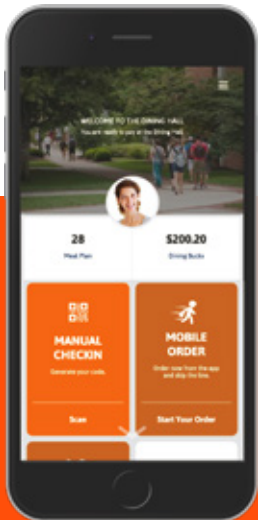 WELCOME TO THE DINING HALL
You are ready to pay at the Dining Hall.
28
$200.20
Meal Plan
Dining Bucks
MANUAL
CHECKIN
Generate your code.
Scan
MOBILE
ORDER
Order now from the app
and skip the line.
Start Your Order